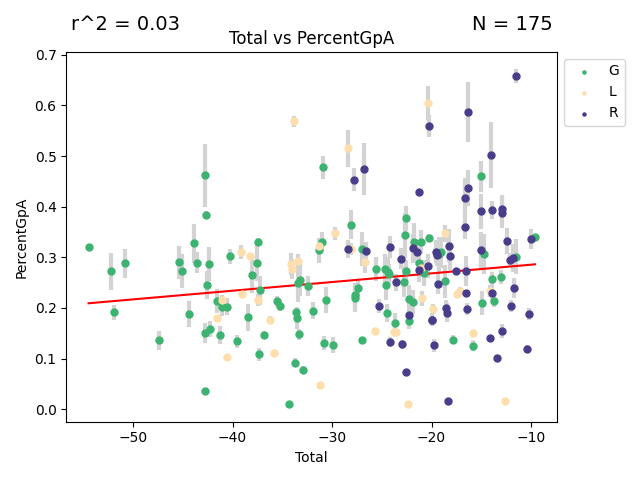 r^2 = 0.03
N = 175
Total vs PercentGpA
0.7
0.6
0.5
0.4
0.3
0.2
0.1
0.0
PercentGpA
−50
−40
−30
−20
−10
Total
G
L
R